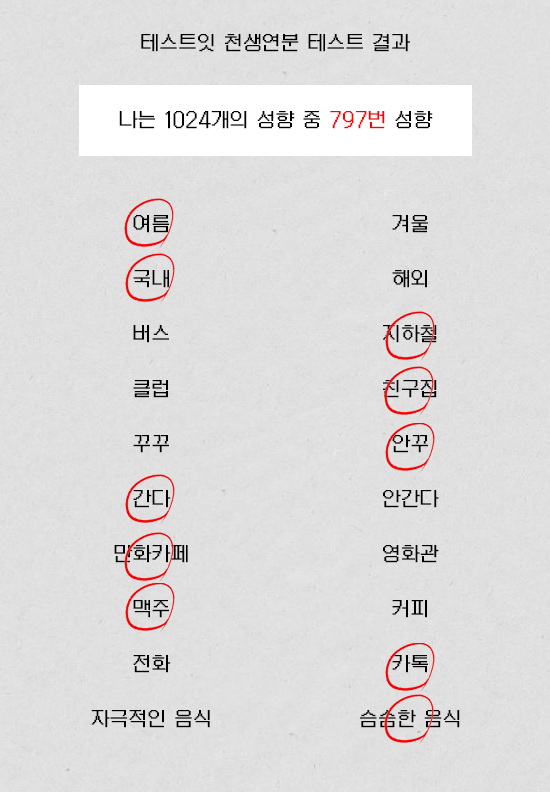 테스트잇 천생연분 테스트 결과
나는 1024개의 성향 중 797번 성향
여름 겨울
국내 해외
버스 지하철
클럽 친구집
꾸꾸 안꾸
간다 안간다
만화카페 영화관
맥주 커피
전화 카톡
자극적인 음식 슴슴한 음식